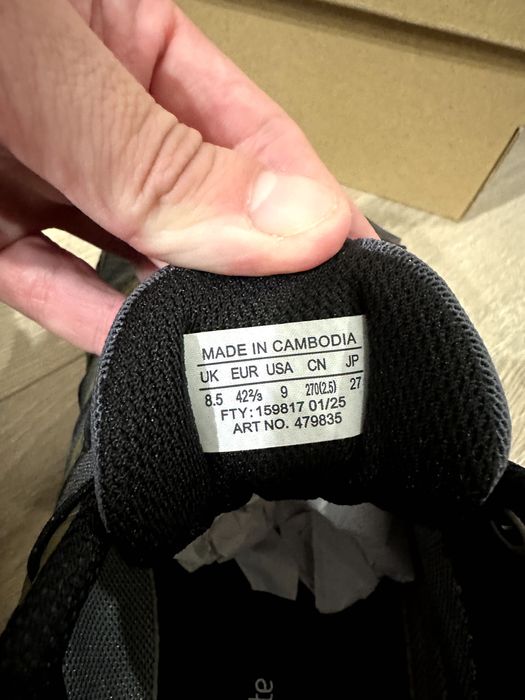 MADE IN CAMBODIA
UK EUR USA CN JP
8.5 42⅔ 9 270(2.5) 27
FTY: 159817 01/25
ART NO. 479835
te